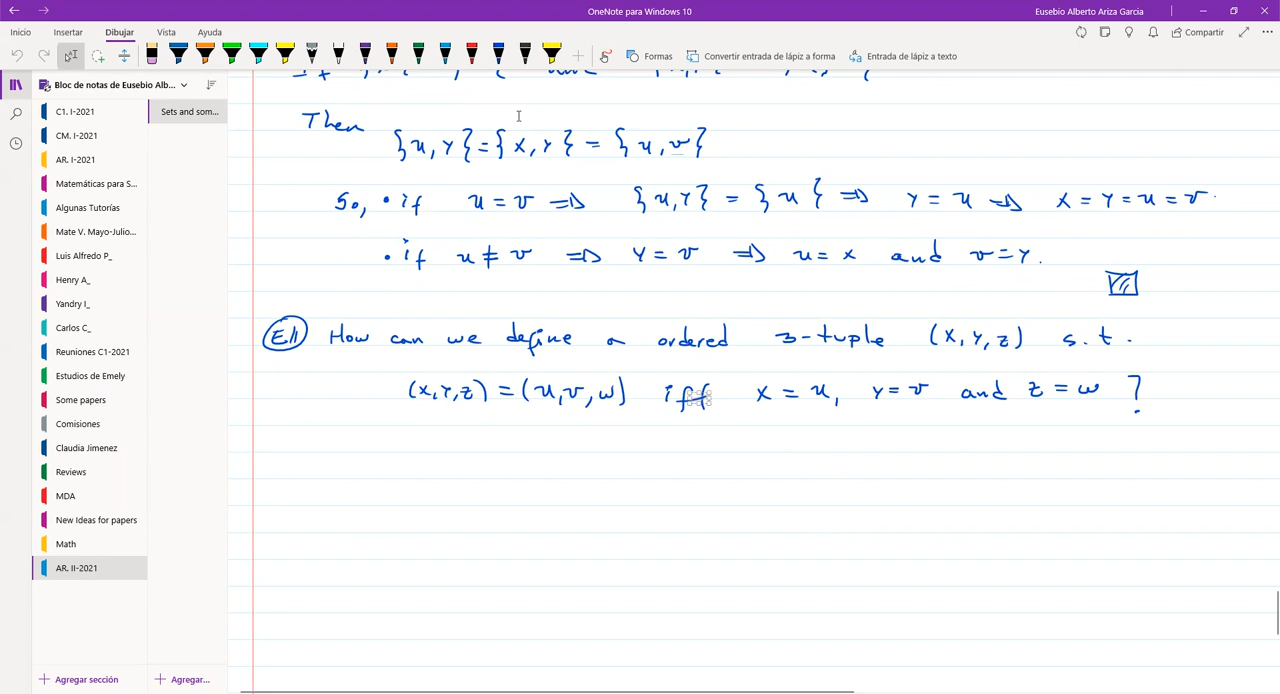 OneNote para Windows 10
Eusebio Alberto Ariza Garcia
Inicio Insertar Dibujar Vista Ayuda
Compartir
Formas Convertir entrada de lápiz a forma Entrada de lápiz a texto
Bloc de notas de Eusebio Alb...
C1. I-2021
CM. I-2021
AR. I-2021
Matemáticas para S...
Algunas Tutorías
Mate V. Mayo-Julio...
Luis Alfredo P_
Henry A_
Yandry I_
Carlos C_
Reuniones C1-2021
Estudios de Emely
Some papers
Comisiones
Claudia Jimenez
Reviews
MDA
New Ideas for papers
Math
AR. II-2021
Agregar sección
Sets and som...
Agregar...
Then
{u, y} = {x, y} = {u, v}
So, • if u = v ⇒ {u, y} = {u} ⇒ y = u ⇒ x = y = u = v.
• if u ≠ v ⇒ y = v ⇒ u = x and v = y.
E11 How can we define a ordered 3-tuple (x, y, z) s.t.
(x, y, z) = (u, v, w) iff x = u, y = v and z = w ?